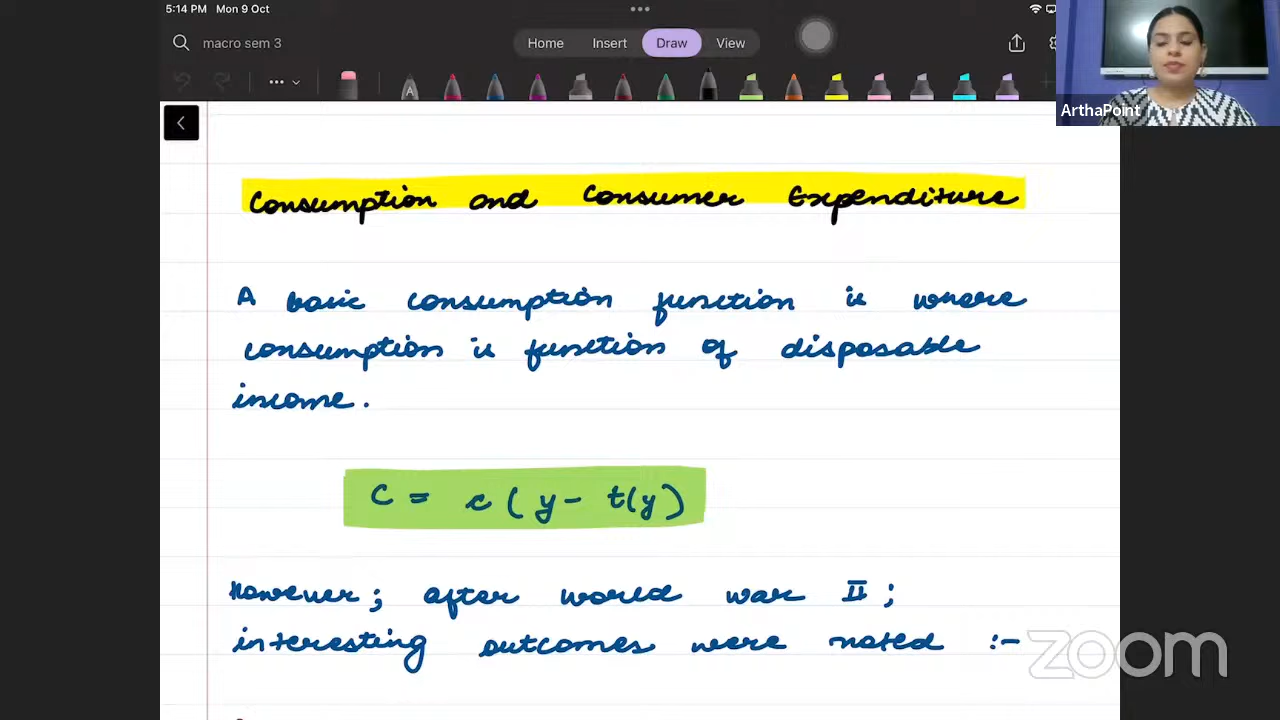 5:14 PM Mon 9 Oct
macro sem 3
Home Insert Draw View
A
ArthaPoint
Consumption and Consumer Expenditure
A basic consumption function is where
consumption is function of disposable
income.
C = c ( y - t(y)
However; after world war II ;
interesting outcomes were noted :-
zoom